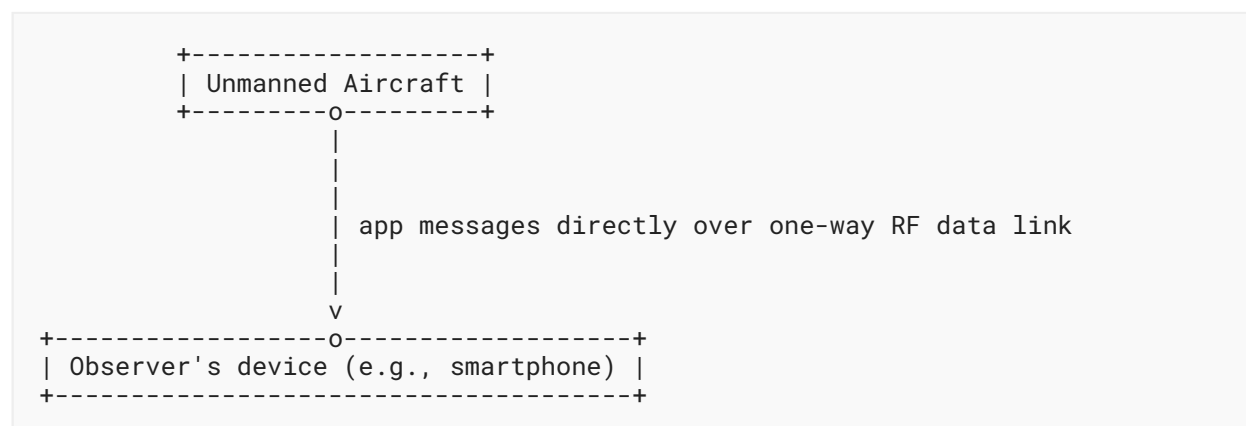 +-------------------+
| Unmanned Aircraft |
+---------o---------+
|
|
|
| app messages directly over one-way RF data link
|
|
v
+------------------o-------------------+
| Observer's device (e.g., smartphone) |
+--------------------------------------+